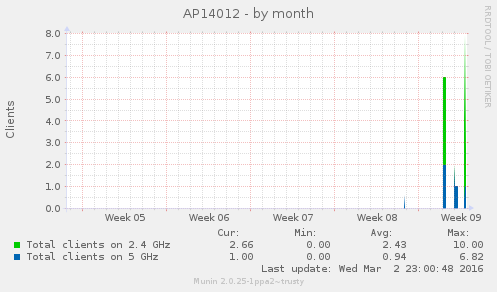 AP14012 - by month
RRDTOOL / TOBI OETIKER
Clients
8.0
7.0
6.0
5.0
4.0
3.0
2.0
1.0
0.0
Week 05 Week 06 Week 07 Week 08 Week 09
Cur: Min: Avg: Max:
Total clients on 2.4 GHz 2.66 0.00 2.43 10.00
Total clients on 5 GHz 1.00 0.00 0.94 6.82
Last update: Wed Mar 2 23:00:48 2016
Munin 2.0.25-1ppa2~trusty